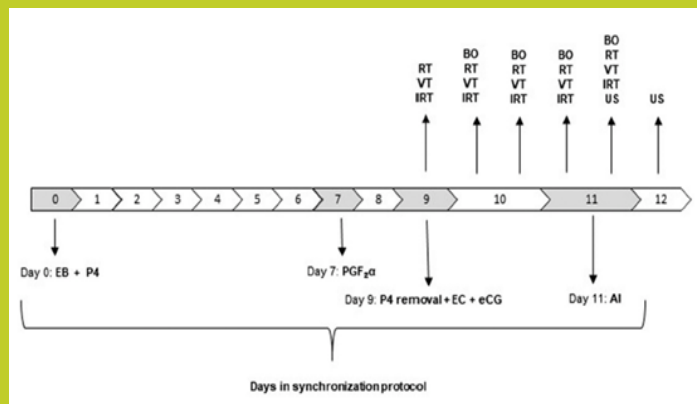 BO
BO BO BO RT
RT RT RT RT VT
VT VT VT VT IRT
IRT IRT IRT IRT US US
0 1 2 3 4 5 6 7 8 9 10 11 12
Day 0: EB + P4
Day 7: PGF₂α
Day 9: P4 removal + EC + eCG
Day 11: AI
Days in synchronization protocol